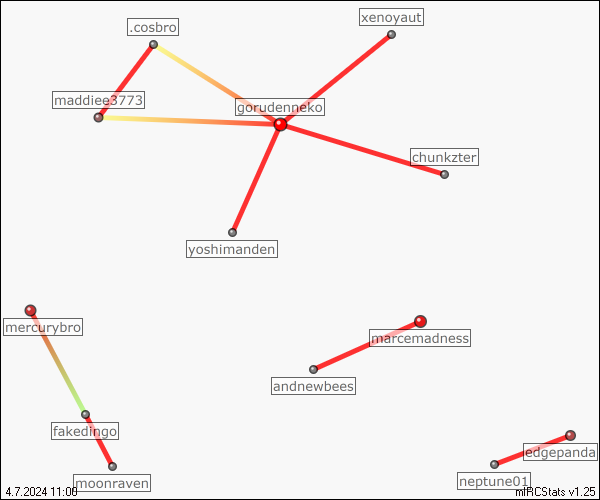 xenoyaut
.cosbro
maddiee3773
gorudenneko
chunkzter
yoshimanden
mercurybro
marcemadness
andnewbees
fakedingo
edgepanda
moonraven
neptune01
4.7.2024 11:00
mIRCStats v1.25